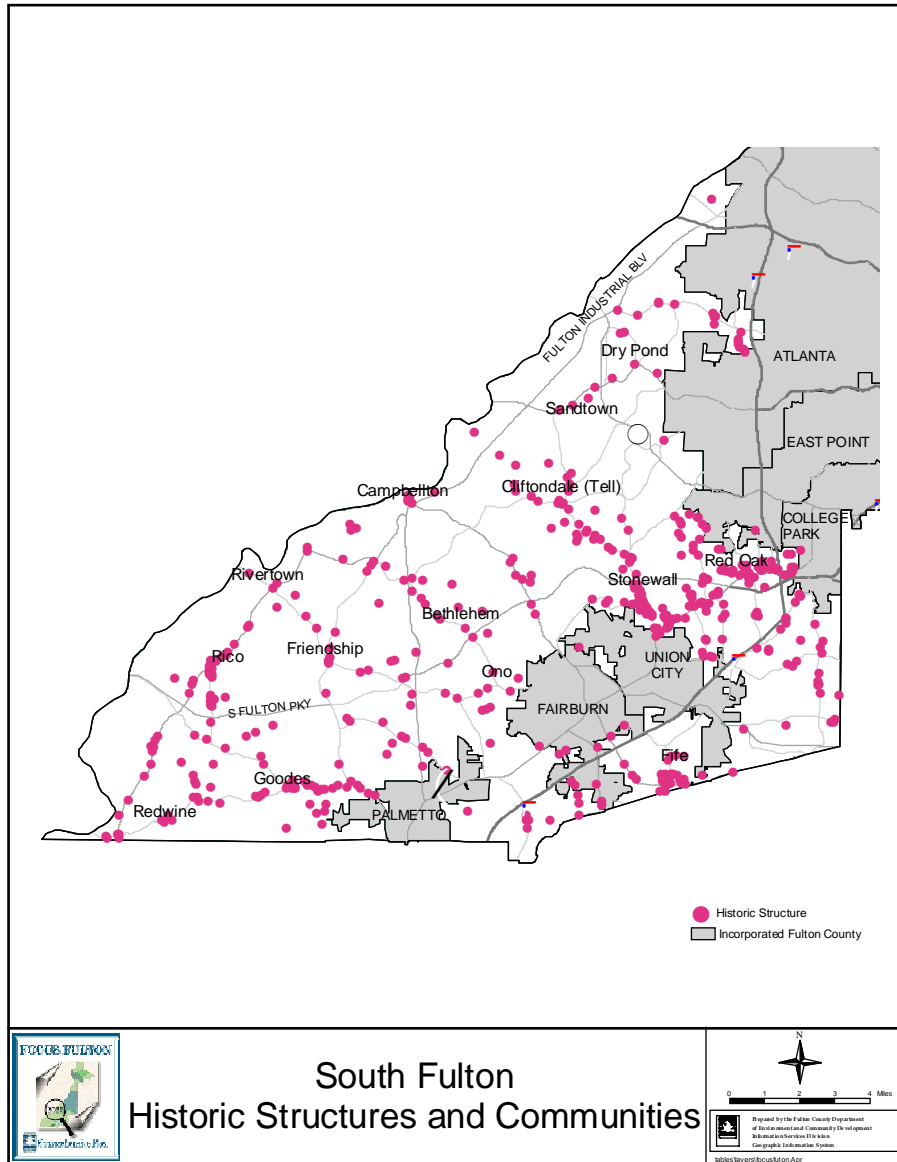 FULTON INDUSTRIAL BLV
Dry Pond
ATLANTA
Sandtown
EAST POINT
Cliftondale (Tell)
Campbellton
COLLEGE
PARK
Red Oak
Rivertown
Stonewall
Bethlehem
Friendship
Rico
UNION
CITY
Ono
S FULTON PKY
FAIRBURN
Fife
Goodes
Redwine
PALMETTO
Historic Structure
Incorporated Fulton County
FOCUS FULTON
South Fulton
Historic Structures and Communities
N
0 1 2 3 4 Miles
Prepared by the Fulton County Department
of Environment and Community Development
Information Services Division
Geographic Information System